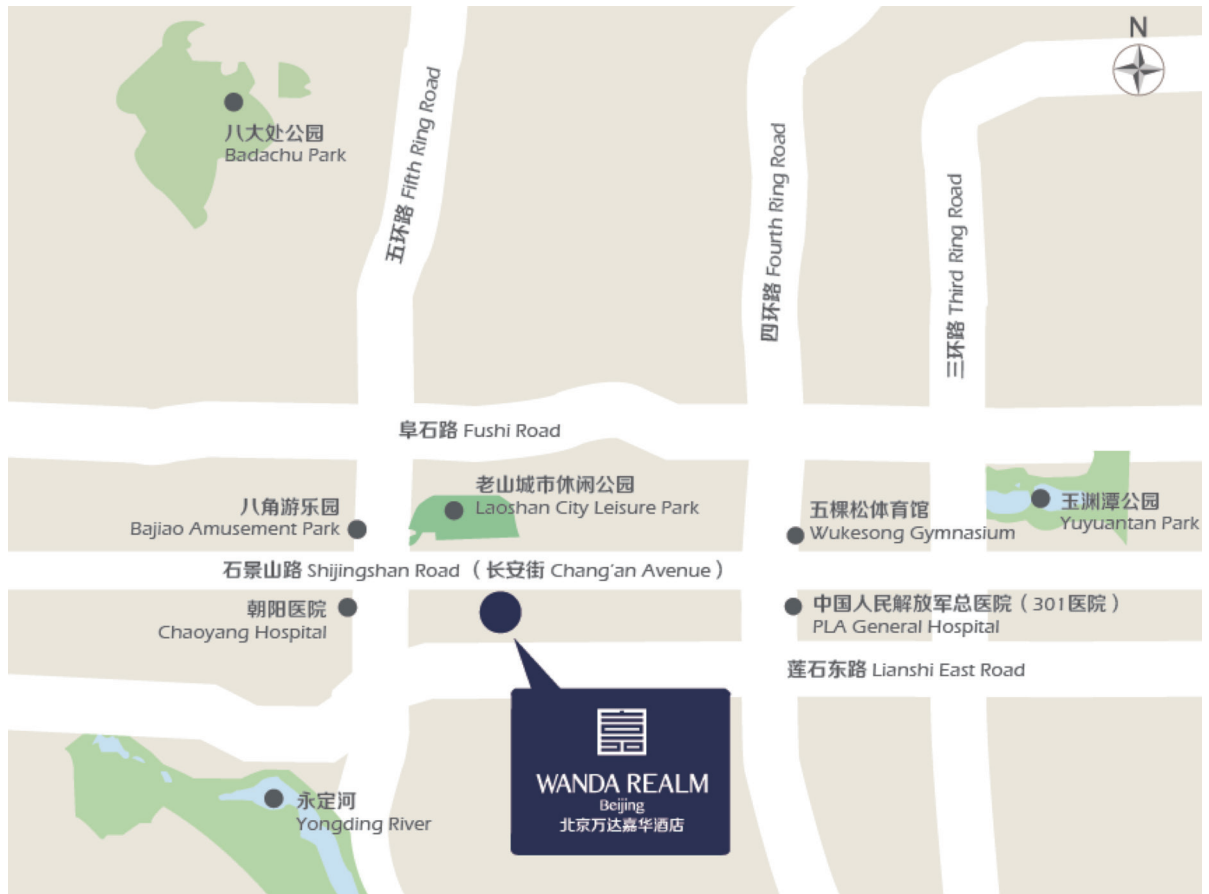 N
八大处公园
Badachu Park
五环路 Fifth Ring Road
四环路 Fourth Ring Road
三环路 Third Ring Road
阜石路 Fushi Road
八角游乐园
Bajiao Amusement Park
老山城市休闲公园
Laoshan City Leisure Park
五棵松体育馆
Wukesong Gymnasium
玉渊潭公园
Yuyuantan Park
石景山路 Shijingshan Road （长安街 Chang'an Avenue）
朝阳医院
Chaoyang Hospital
中国人民解放军总医院（301医院）
PLA General Hospital
莲石东路 Lianshi East Road
WANDA REALM
Beijing
北京万达嘉华酒店
永定河
Yongding River